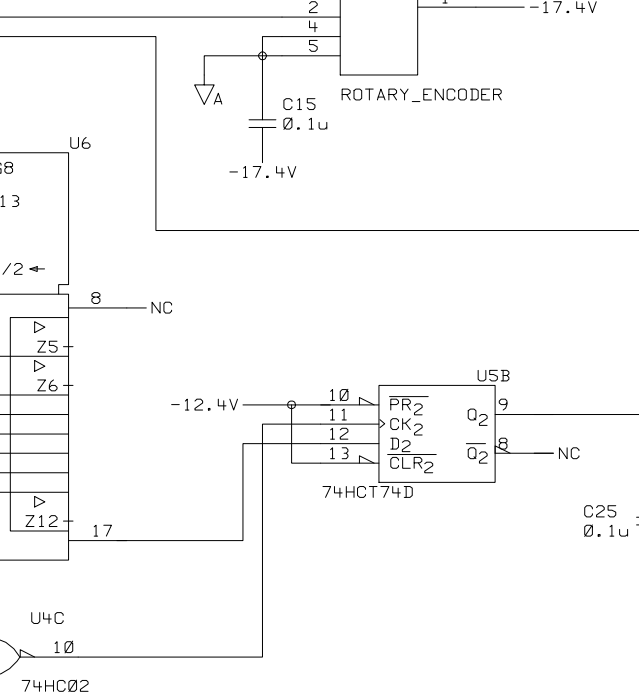 2
1
-17.4V
4
5
A
ROTARY_ENCODER
C15
0.1u
-17.4V
U6
13
/2
8
NC
Z5
Z6
Z12
17
U5B
-12.4V
10
PR2
11
CK2
12
D2
13
CLR2
Q2
9
Q2
8
NC
74HCT74D
C25
0.1u
U4C
10
74HC02